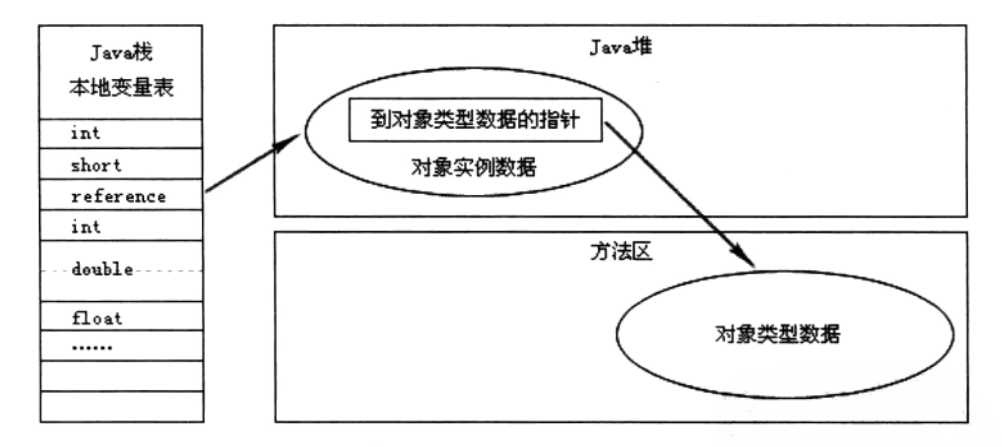 Java栈
本地变量表
int
short
reference
int
double
float
……
Java堆
到对象类型数据的指针
对象实例数据
方法区
对象类型数据